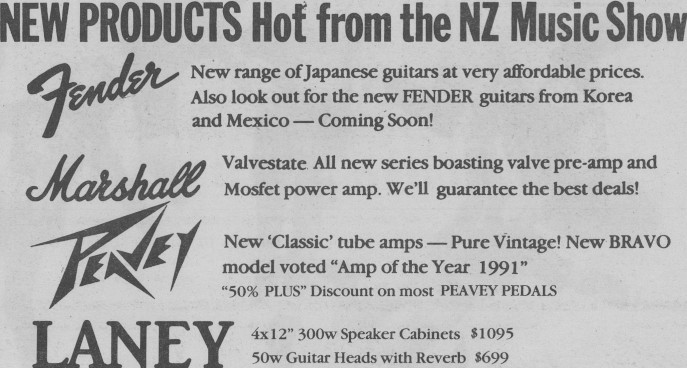 NEW PRODUCTS Hot from the NZ Music Show
Fender
New range of Japanese guitars at very affordable prices.
Also look out for the new FENDER guitars from Korea
and Mexico — Coming Soon!
Marshall
Valvestate. All new series boasting valve pre-amp and
Mosfet power amp. We'll guarantee the best deals!
PEAVEY
New 'Classic' tube amps — Pure Vintage! New BRAVO
model voted "Amp of the Year 1991"
"50% PLUS" Discount on most PEAVEY PEDALS
LANEY
4x12" 300w Speaker Cabinets $1095
50w Guitar Heads with Reverb $699